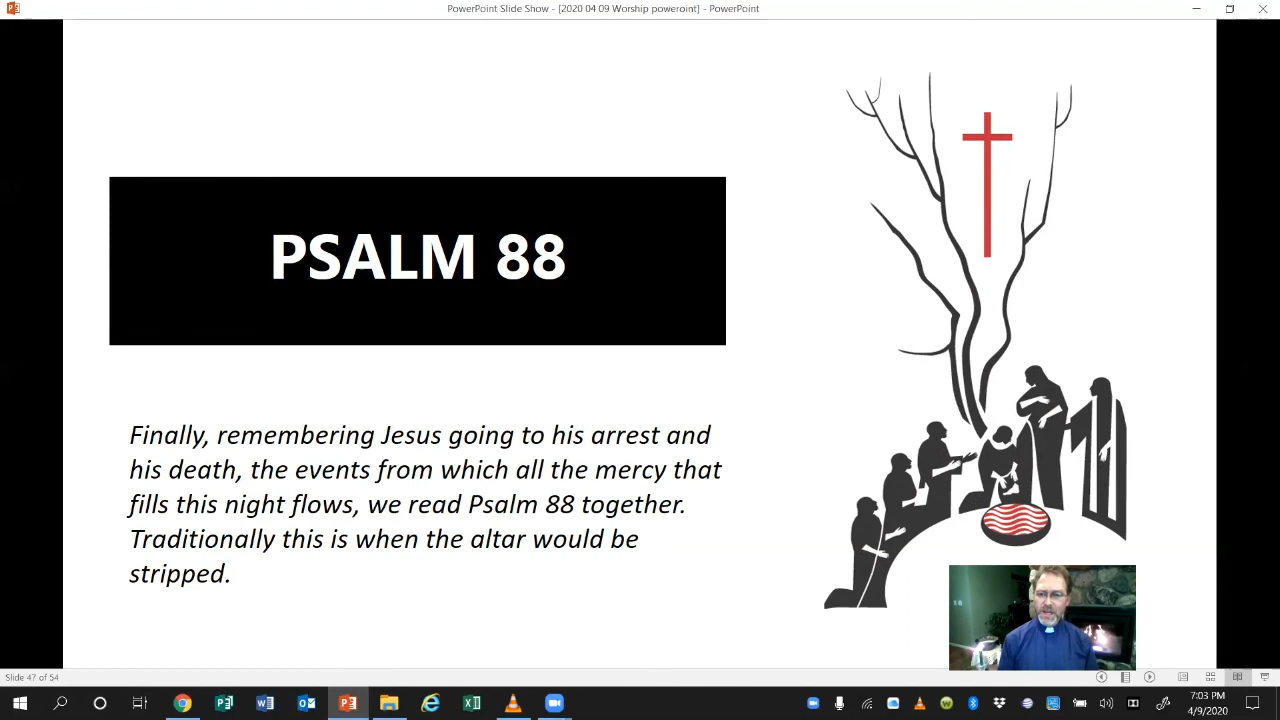 PowerPoint Slide Show - [2020 04 09 Worship poweroint] - PowerPoint
PSALM 88
Finally, remembering Jesus going to his arrest and
his death, the events from which all the mercy that
fills this night flows, we read Psalm 88 together.
Traditionally this is when the altar would be
stripped.
Slide 47 of 54
7:03 PM
4/9/2020